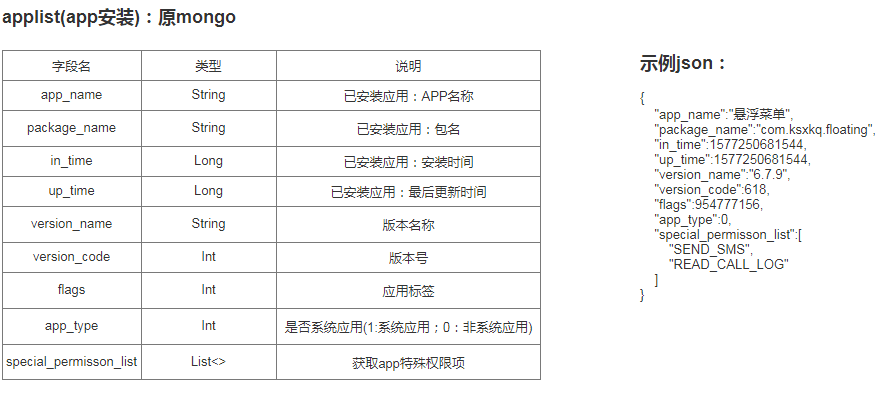 applist(app安装)：原mongo
字段名 类型 说明
app_name String 已安装应用：APP名称
package_name String 已安装应用：包名
in_time Long 已安装应用：安装时间
up_time Long 已安装应用：最后更新时间
version_name String 版本名称
version_code Int 版本号
flags Int 应用标签
app_type Int 是否系统应用(1:系统应用；0：非系统应用)
special_permisson_list List<> 获取app特殊权限项
示例json：
{
"app_name":"悬浮菜单",
"package_name":"com.ksxkq.floating",
"in_time":1577250681544,
"up_time":1577250681544,
"version_name":"6.7.9",
"version_code":618,
"flags":954777156,
"app_type":0,
"special_permisson_list":[
"SEND_SMS",
"READ_CALL_LOG"
]
}